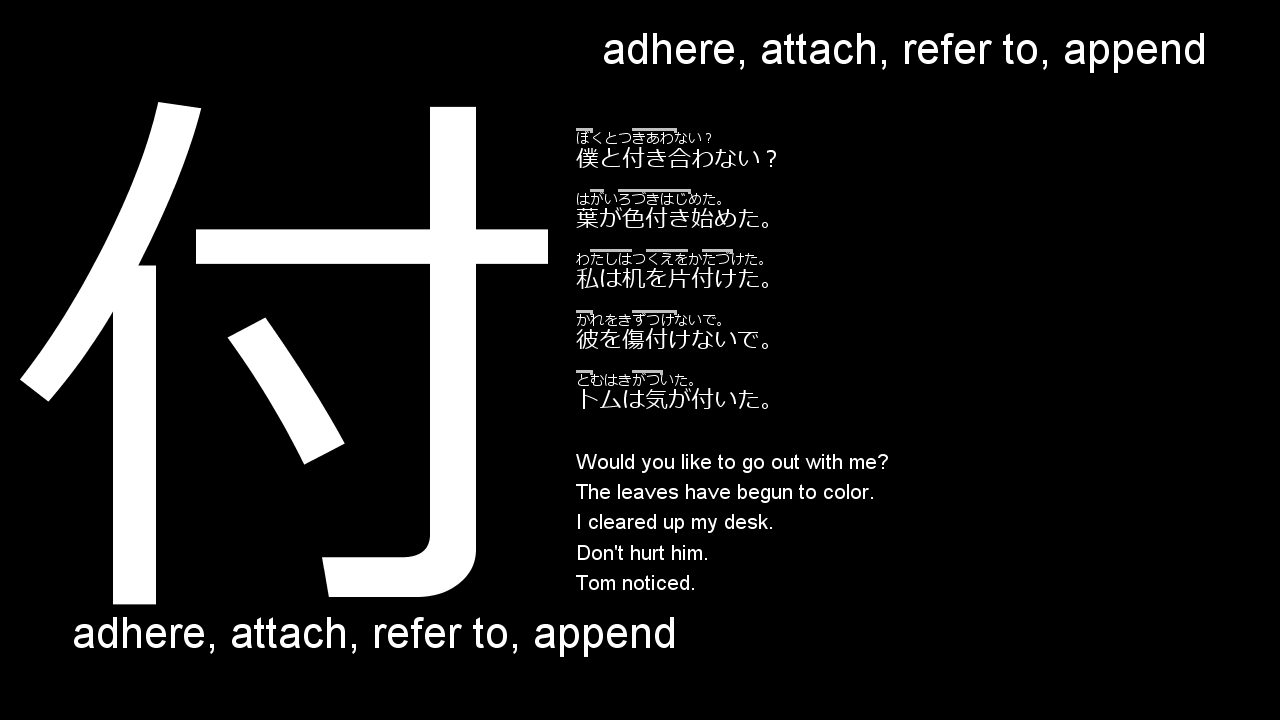 adhere, attach, refer to, append
付
ぼくとつきあわない？
僕と付き合わない？
はがいろづきはじめた。
葉が色付き始めた。
わたしはつくえをかたづけた。
私は机を片付けた。
かれをきずつけないで。
彼を傷付けないで。
とむはきがついた。
トムは気が付いた。
Would you like to go out with me?
The leaves have begun to color.
I cleared up my desk.
Don't hurt him.
Tom noticed.
adhere, attach, refer to, append